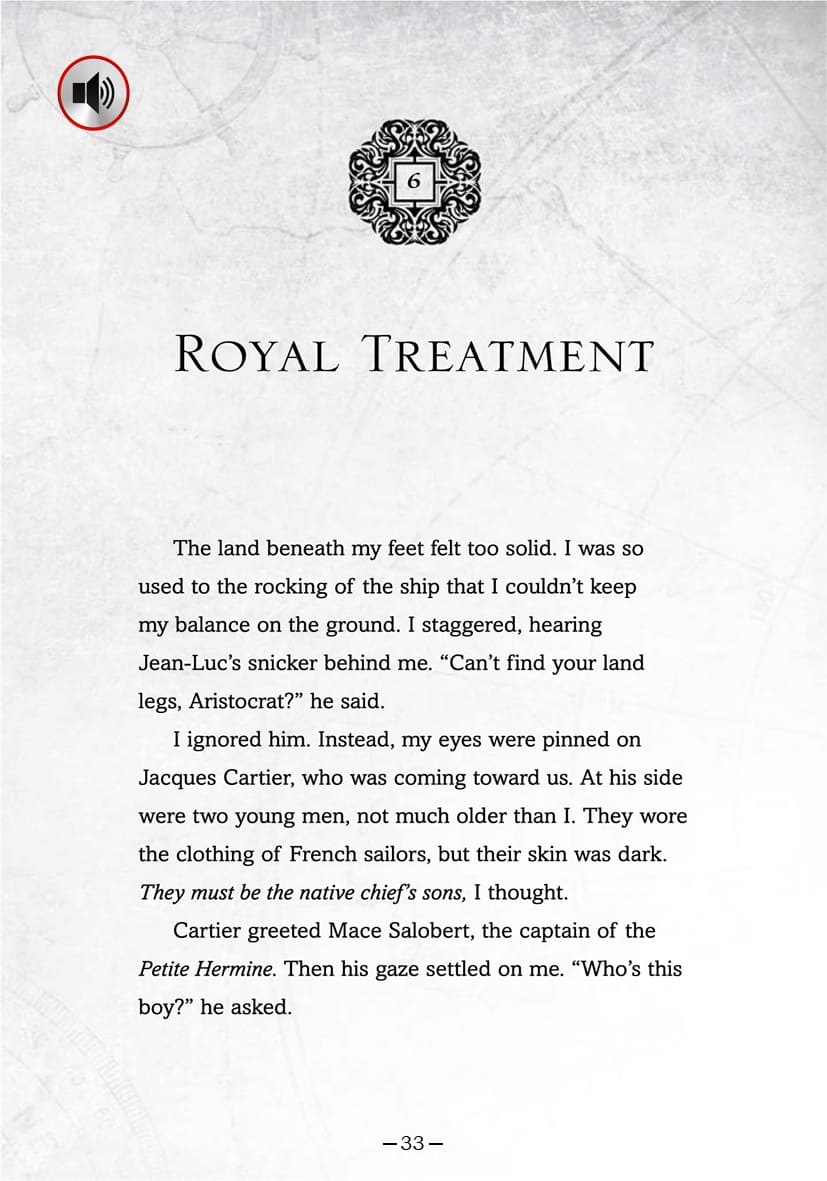 6
ROYAL TREATMENT
The land beneath my feet felt too solid. I was so
used to the rocking of the ship that I couldn’t keep
my balance on the ground. I staggered, hearing
Jean-Luc’s snicker behind me. “Can’t find your land
legs, Aristocrat?” he said.
I ignored him. Instead, my eyes were pinned on
Jacques Cartier, who was coming toward us. At his side
were two young men, not much older than I. They wore
the clothing of French sailors, but their skin was dark.
They must be the native chief’s sons, I thought.
Cartier greeted Mace Salobert, the captain of the
Petite Hermine. Then his gaze settled on me. “Who’s this
boy?” he asked.
—33—